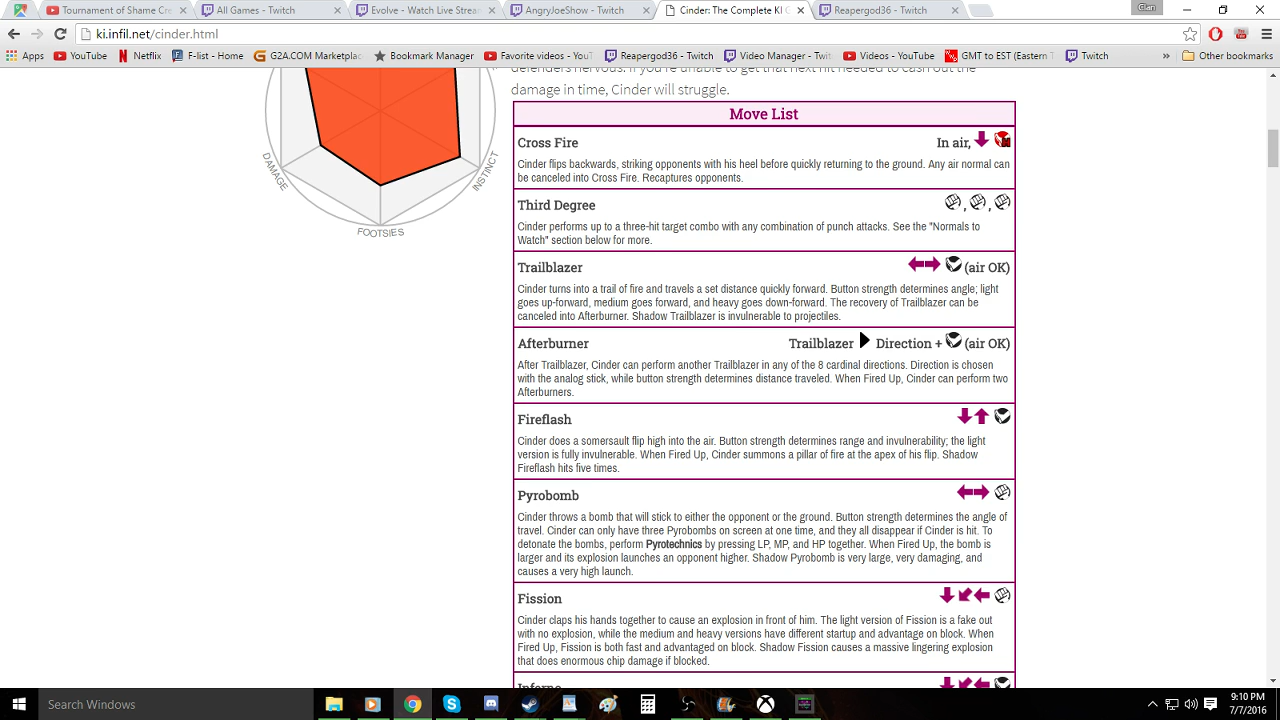 Tournament of Shame Cre
All Games - Twitch
Evolve - Watch Live Strea
AngryJoeShow - Twitch
Cinder: The Complete KI G
Reapergod36 - Twitch
Glen
ki.infil.net/cinder.html
Apps
YouTube
Netflix
F-list - Home
G2A.COM Marketplac
Bookmark Manager
Favorite videos - YouT
Reapergod36 - Twitch
Video Manager - Twit
Videos - YouTube
GMT to EST (Eastern T
Twitch
»
Other bookmarks
defenders nervous. If you're unable to get that next hit needed to cash out the
damage in time, Cinder will struggle.
DAMAGE
INSTINCT
FOOTSIES
Move List
Cross Fire
In air,
Cinder flips backwards, striking opponents with his heel before quickly returning to the ground. Any air normal can
be canceled into Cross Fire. Recaptures opponents.
Third Degree
, ,
Cinder performs up to a three-hit target combo with any combination of punch attacks. See the "Normals to
Watch" section below for more.
Trailblazer
(air OK)
Cinder turns into a trail of fire and travels a set distance quickly forward. Button strength determines angle; light
goes up-forward, medium goes forward, and heavy goes down-forward. The recovery of Trailblazer can be
canceled into Afterburner. Shadow Trailblazer is invulnerable to projectiles.
Afterburner
Trailblazer Direction + (air OK)
After Trailblazer, Cinder can perform another Trailblazer in any of the 8 cardinal directions. Direction is chosen
with the analog stick, while button strength determines distance traveled. When Fired Up, Cinder can perform two
Afterburners.
Fireflash
Cinder does a somersault flip high into the air. Button strength determines range and invulnerability; the light
version is fully invulnerable. When Fired Up, Cinder summons a pillar of fire at the apex of his flip. Shadow
Fireflash hits five times.
Pyrobomb
Cinder throws a bomb that will stick to either the opponent or the ground. Button strength determines the angle of
travel. Cinder can only have three Pyrobombs on screen at one time, and they all disappear if Cinder is hit. To
detonate the bombs, perform Pyrotechnics by pressing LP, MP, and HP together. When Fired Up, the bomb is
larger and its explosion launches an opponent higher. Shadow Pyrobomb is very large, very damaging, and
causes a very high launch.
Fission
Cinder claps his hands together to cause an explosion in front of him. The light version of Fission is a fake out
with no explosion, while the medium and heavy versions have different startup and advantage on block. When
Fired Up, Fission is both fast and advantaged on block. Shadow Fission causes a massive lingering explosion
that does enormous chip damage if blocked.
Inferno
Search Windows
9:10 PM
7/7/2016